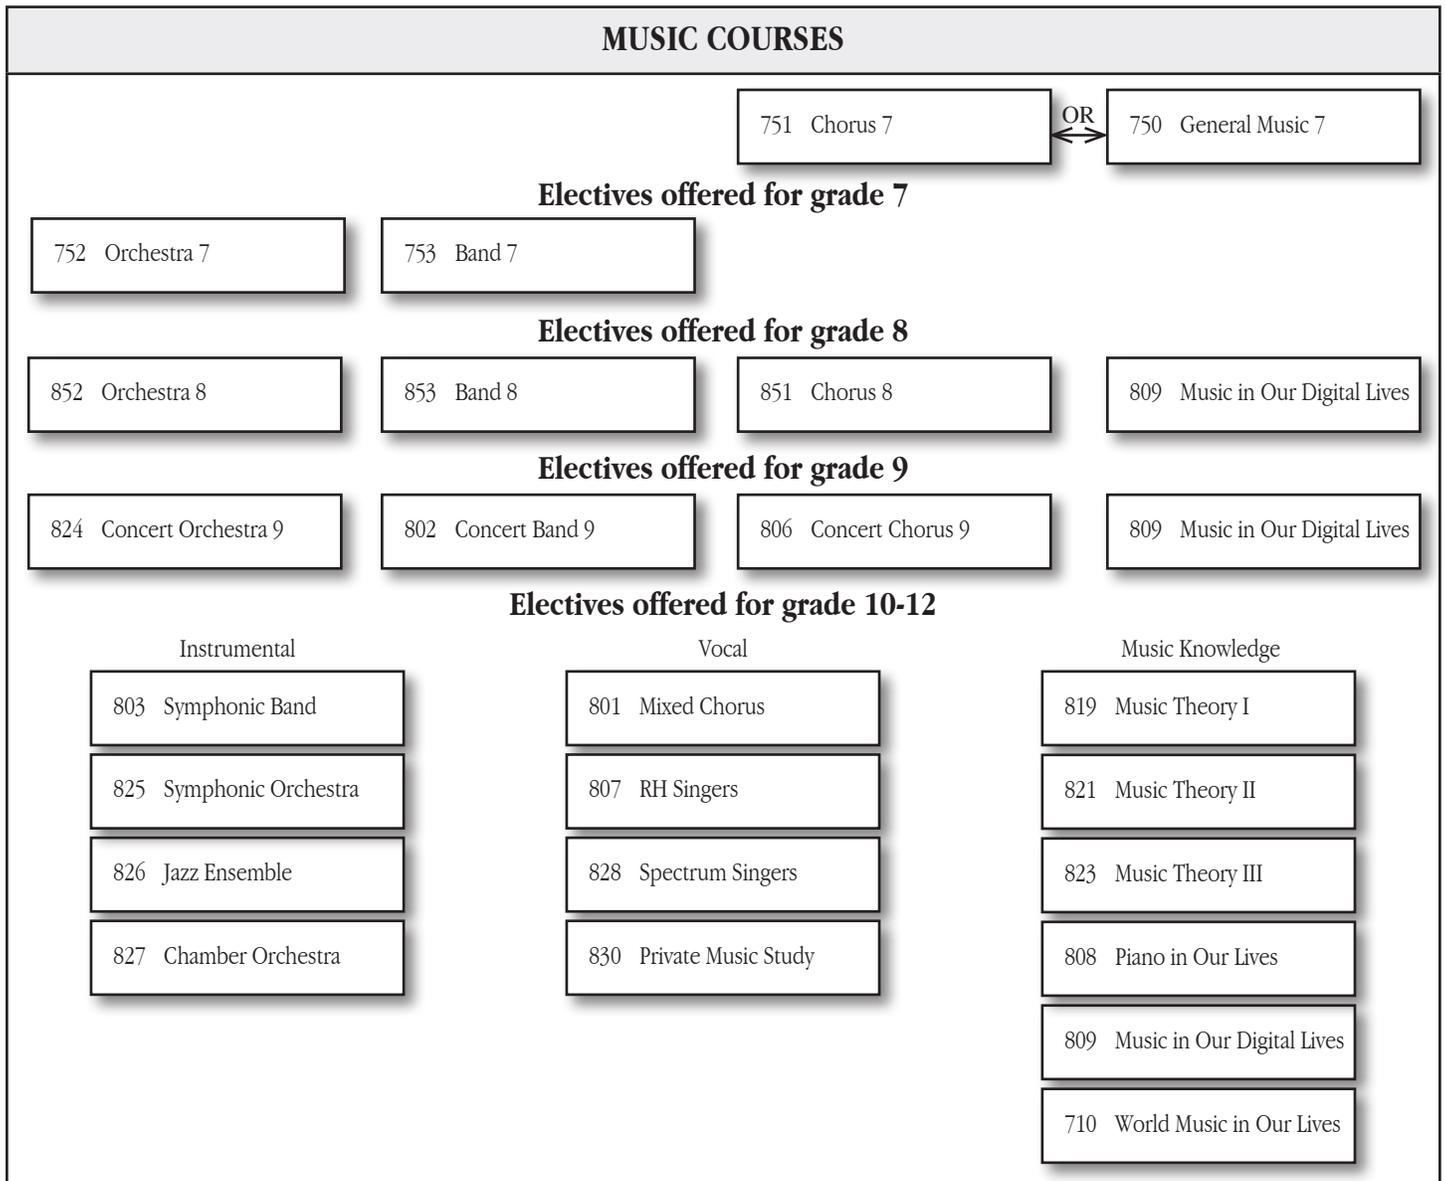 MUSIC COURSES
751 Chorus 7
OR
750 General Music 7
Electives offered for grade 7
752 Orchestra 7
753 Band 7
Electives offered for grade 8
852 Orchestra 8
853 Band 8
851 Chorus 8
809 Music in Our Digital Lives
Electives offered for grade 9
824 Concert Orchestra 9
802 Concert Band 9
806 Concert Chorus 9
809 Music in Our Digital Lives
Electives offered for grade 10-12
Instrumental
803 Symphonic Band
825 Symphonic Orchestra
826 Jazz Ensemble
827 Chamber Orchestra
Vocal
801 Mixed Chorus
807 RH Singers
828 Spectrum Singers
830 Private Music Study
Music Knowledge
819 Music Theory I
821 Music Theory II
823 Music Theory III
808 Piano in Our Lives
809 Music in Our Digital Lives
710 World Music in Our Lives